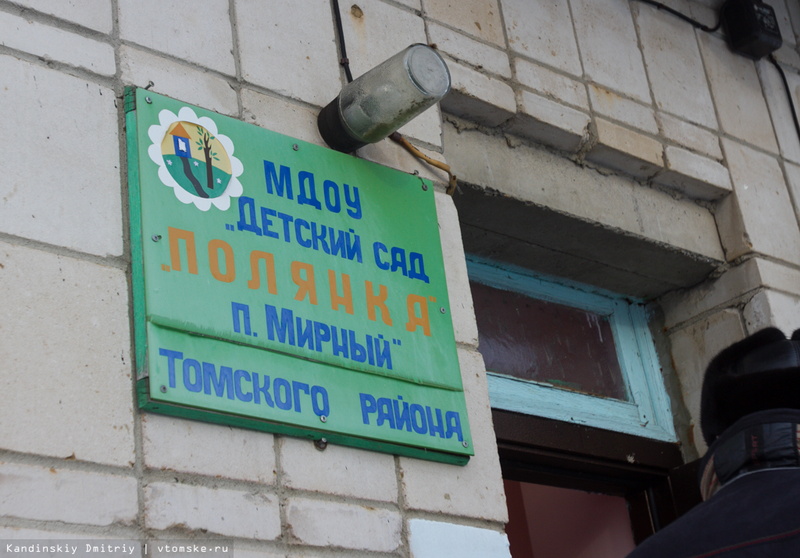 МДОУ
„Детский сад
„ПОЛЯНКА"
п. Мирный"
Томского района
Kandinskiy Dmitriy | vtomske.ru